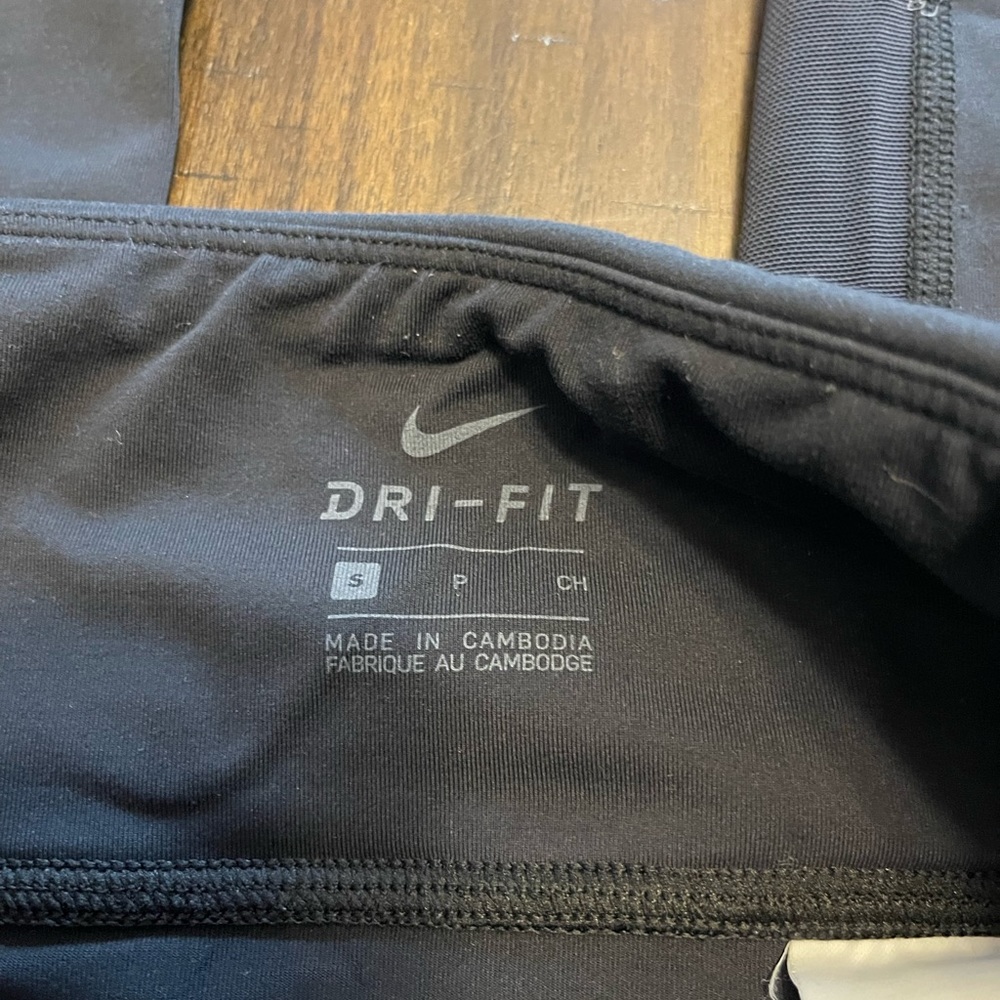 DRI-FIT
S P CH
MADE IN CAMBODIA
FABRIQUE AU CAMBODGE